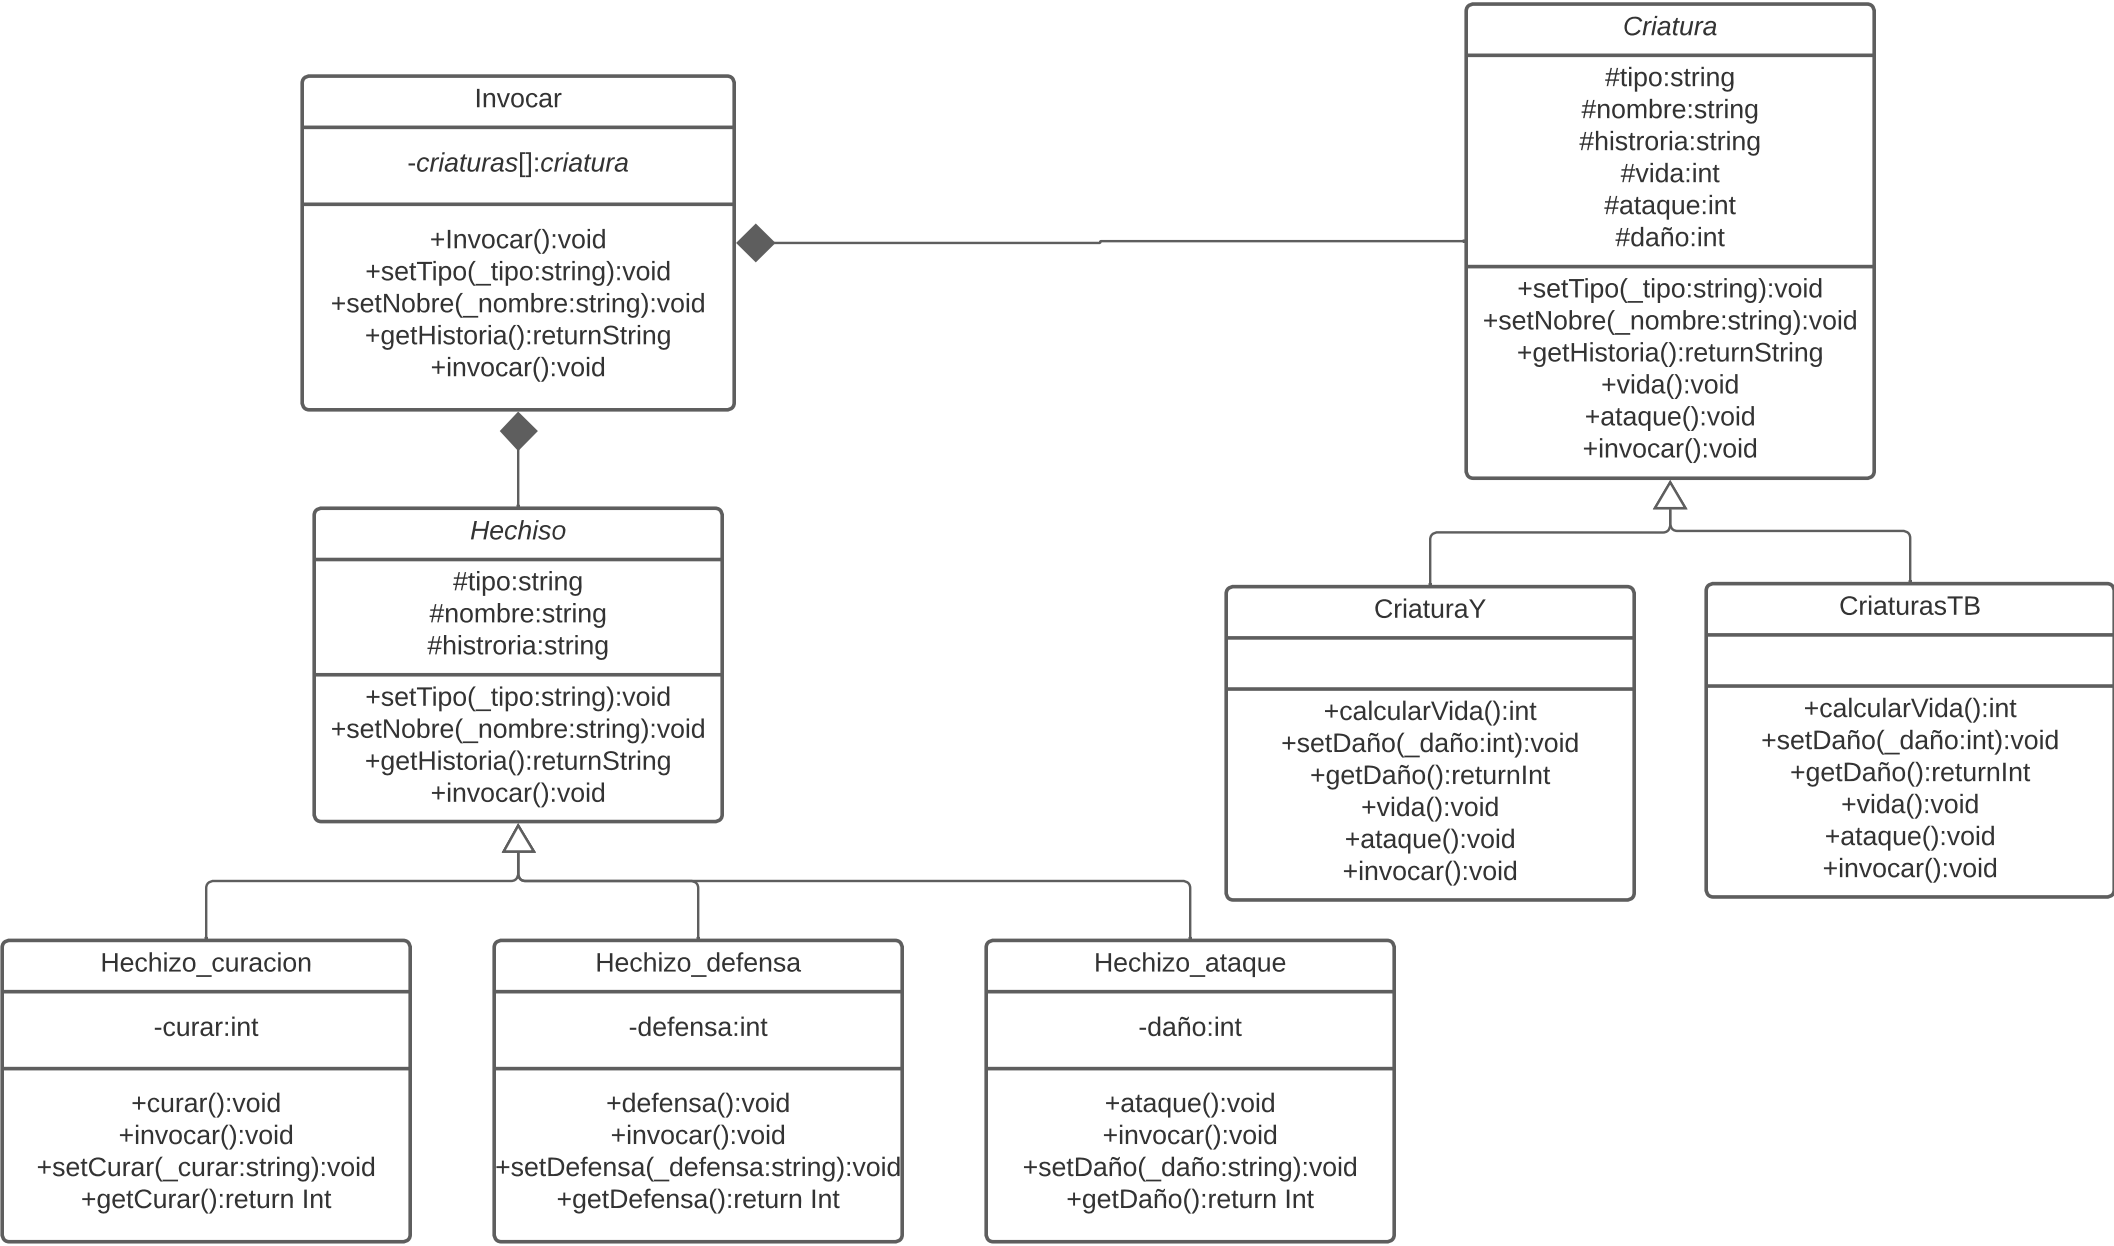 Invocar
-criaturas[]:criatura
+Invocar():void
+setTipo(_tipo:string):void
+setNobre(_nombre:string):void
+getHistoria():returnString
+invocar():void
Criatura
#tipo:string
#nombre:string
#histroria:string
#vida:int
#ataque:int
#daño:int
+setTipo(_tipo:string):void
+setNobre(_nombre:string):void
+getHistoria():returnString
+vida():void
+ataque():void
+invocar():void
Hechiso
#tipo:string
#nombre:string
#histroria:string
+setTipo(_tipo:string):void
+setNobre(_nombre:string):void
+getHistoria():returnString
+invocar():void
CriaturaY
+calcularVida():int
+setDaño(_daño:int):void
+getDaño():returnInt
+vida():void
+ataque():void
+invocar():void
CriaturasTB
+calcularVida():int
+setDaño(_daño:int):void
+getDaño():returnInt
+vida():void
+ataque():void
+invocar():void
Hechizo_curacion
-curar:int
+curar():void
+invocar():void
+setCurar(_curar:string):void
+getCurar():return Int
Hechizo_defensa
-defensa:int
+defensa():void
+invocar():void
+setDefensa(_defensa:string):void
+getDefensa():return Int
Hechizo_ataque
-daño:int
+ataque():void
+invocar():void
+setDaño(_daño:string):void
+getDaño():return Int